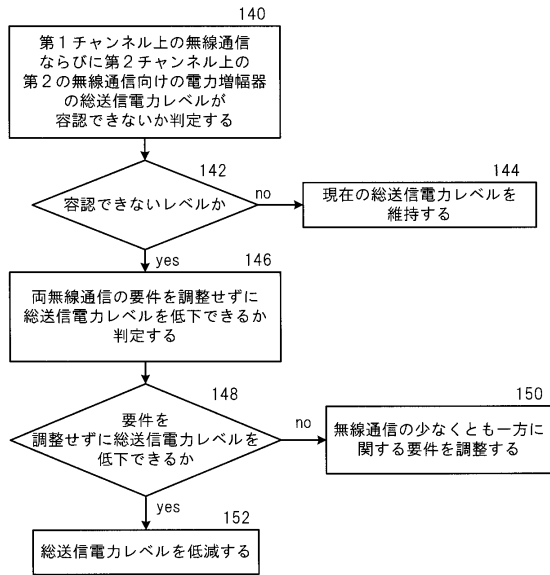 140
第1チャンネル上の無線通信
ならびに第2チャンネル上の
第2の無線通信向けの電力増幅器
の総送信電力レベルが
容認できないか判定する
142
容認できないレベルか
no
144
現在の総送信電力レベルを
維持する
yes
146
両無線通信の要件を調整せずに
総送信電力レベルを低下できるか
判定する
148
要件を
調整せずに総送信電力レベルを
低下できるか
no
150
無線通信の少なくとも一方に
関する要件を調整する
yes
152
総送信電力レベルを低減する